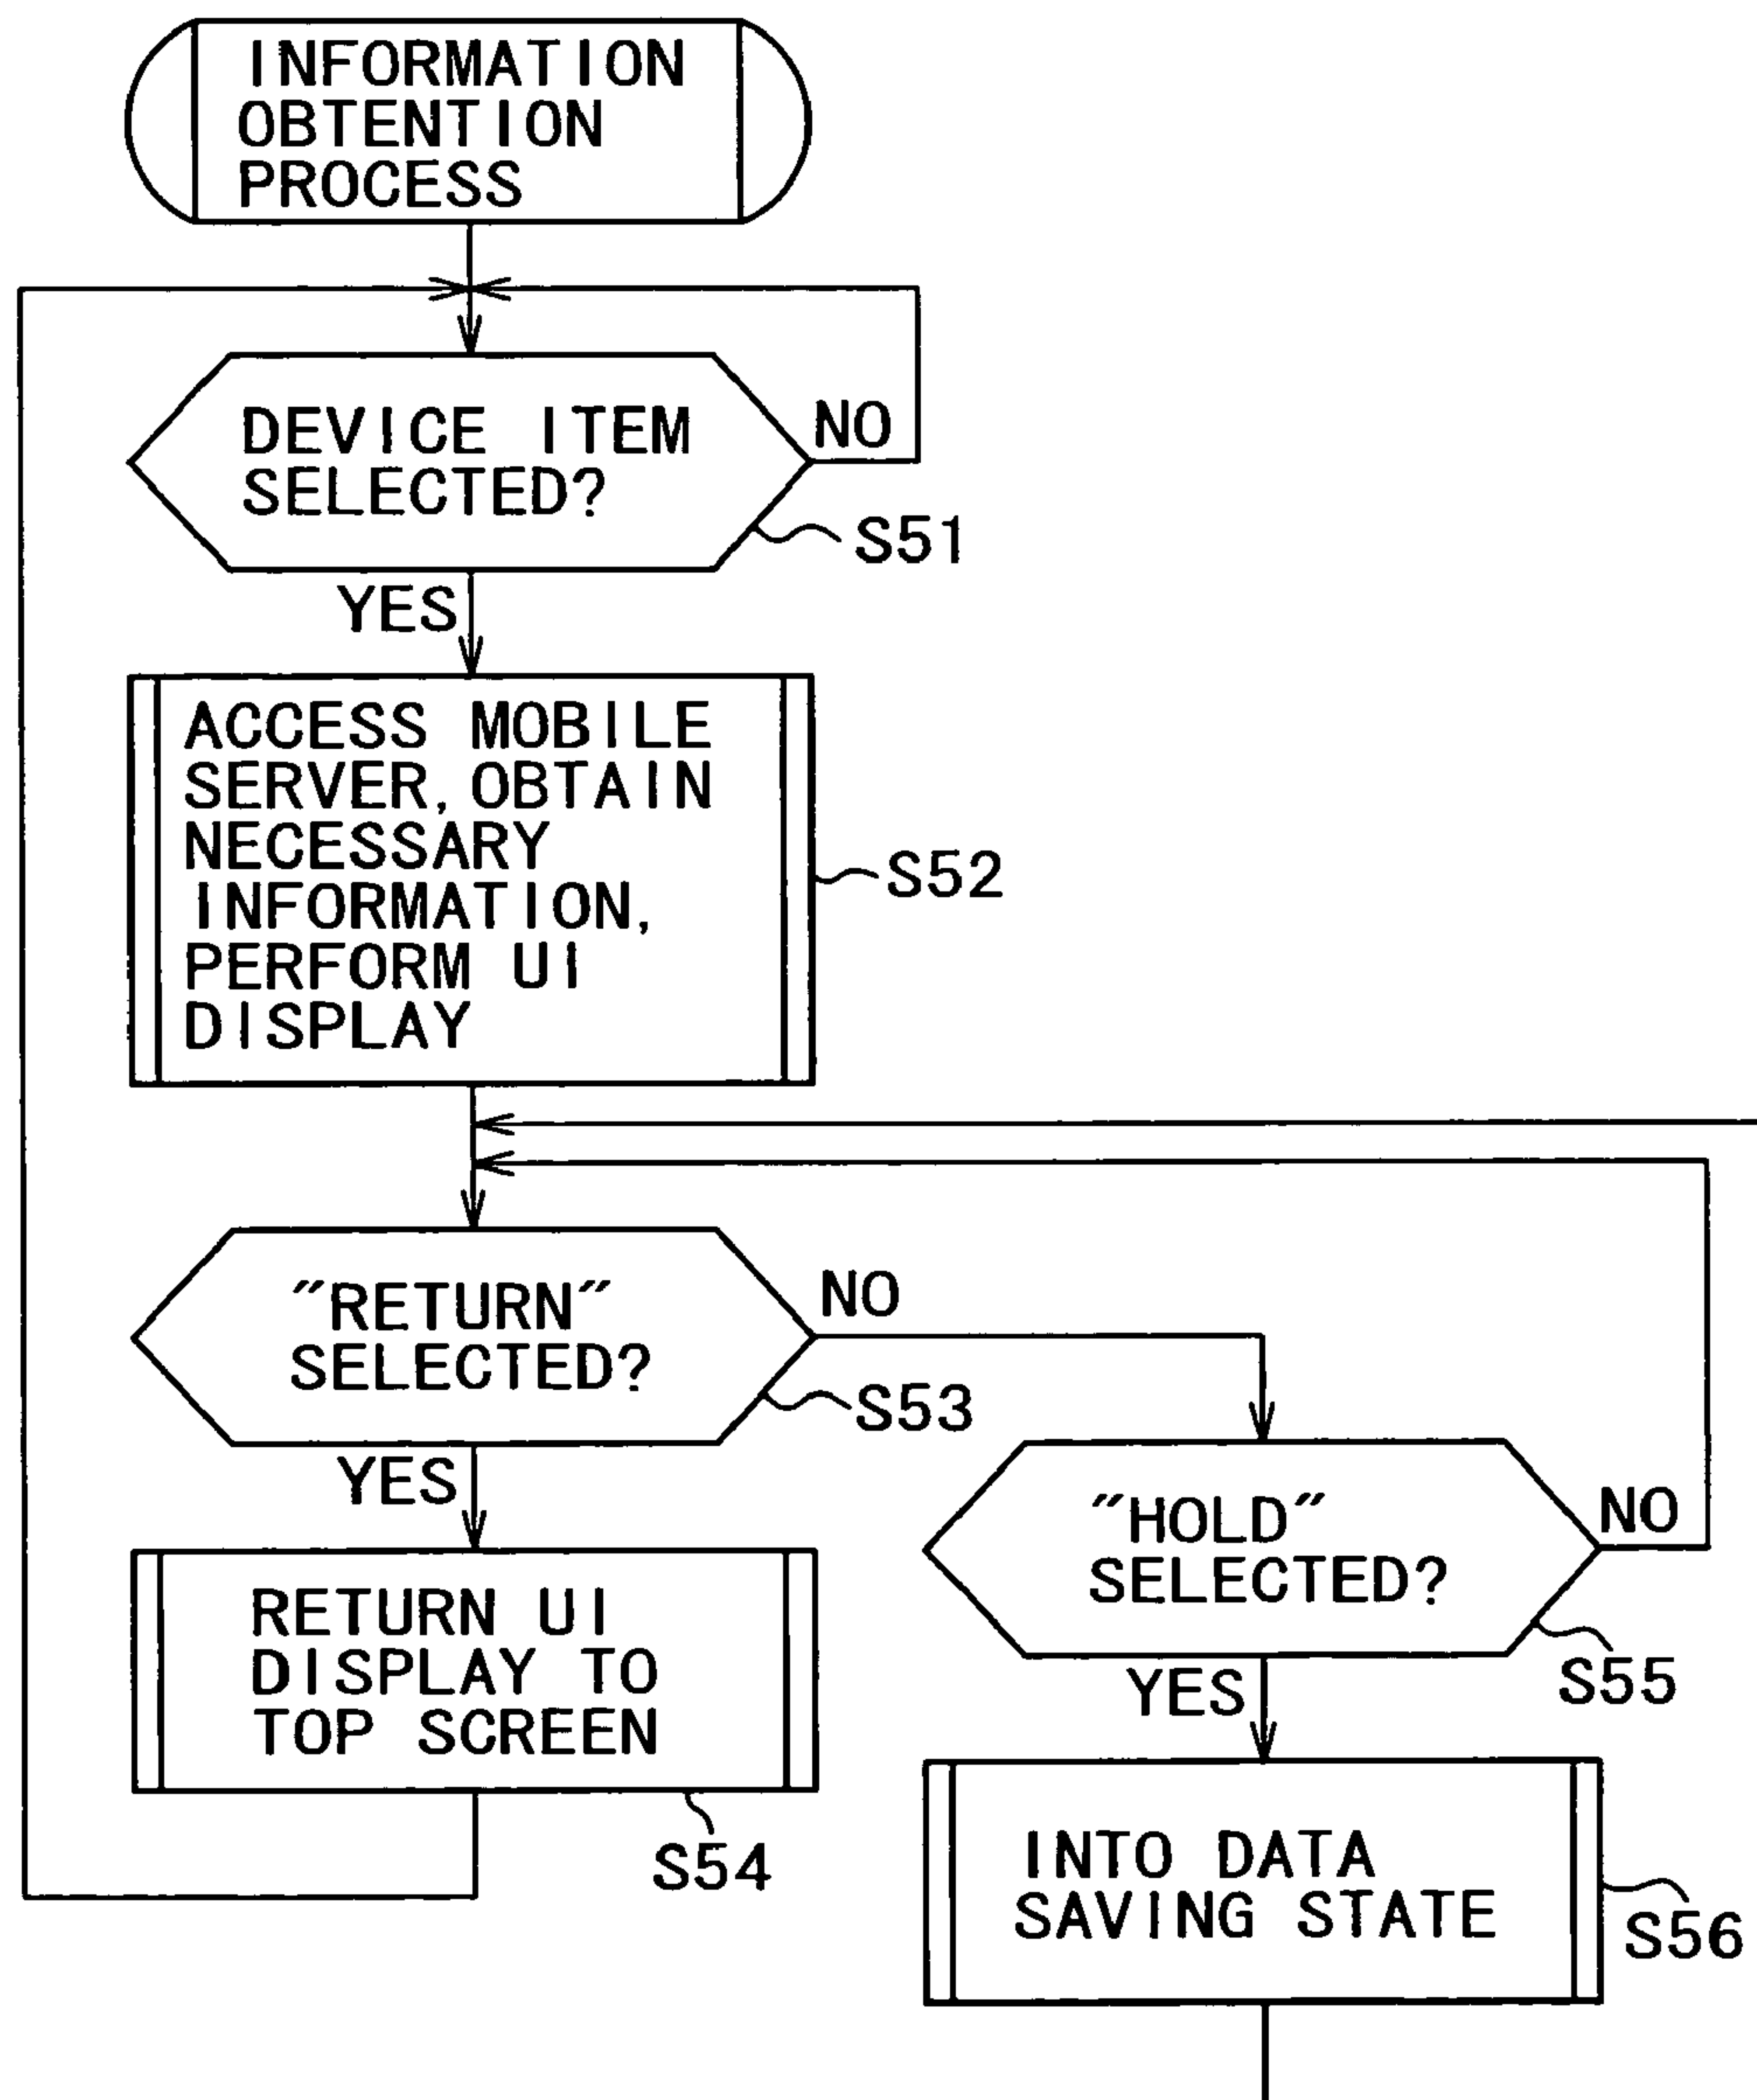 INFORMATION
OBTENTION
PROCESS
DEVICE ITEM
SELECTED?
NO
S51
YES
ACCESS MOBILE
SERVER, OBTAIN
NECESSARY
INFORMATION,
PERFORM UI
DISPLAY
S52
"RETURN"
SELECTED?
NO
S53
YES
RETURN UI
DISPLAY TO
TOP SCREEN
S54
"HOLD"
SELECTED?
NO
S55
YES
INTO DATA
SAVING STATE
S56